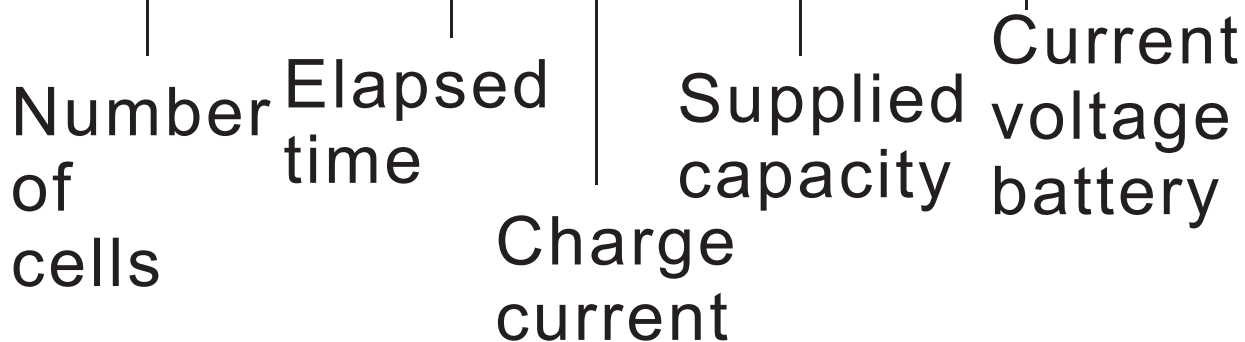 Number
of
cells
Elapsed
time
Charge
current
Supplied
capacity
Current
voltage
battery